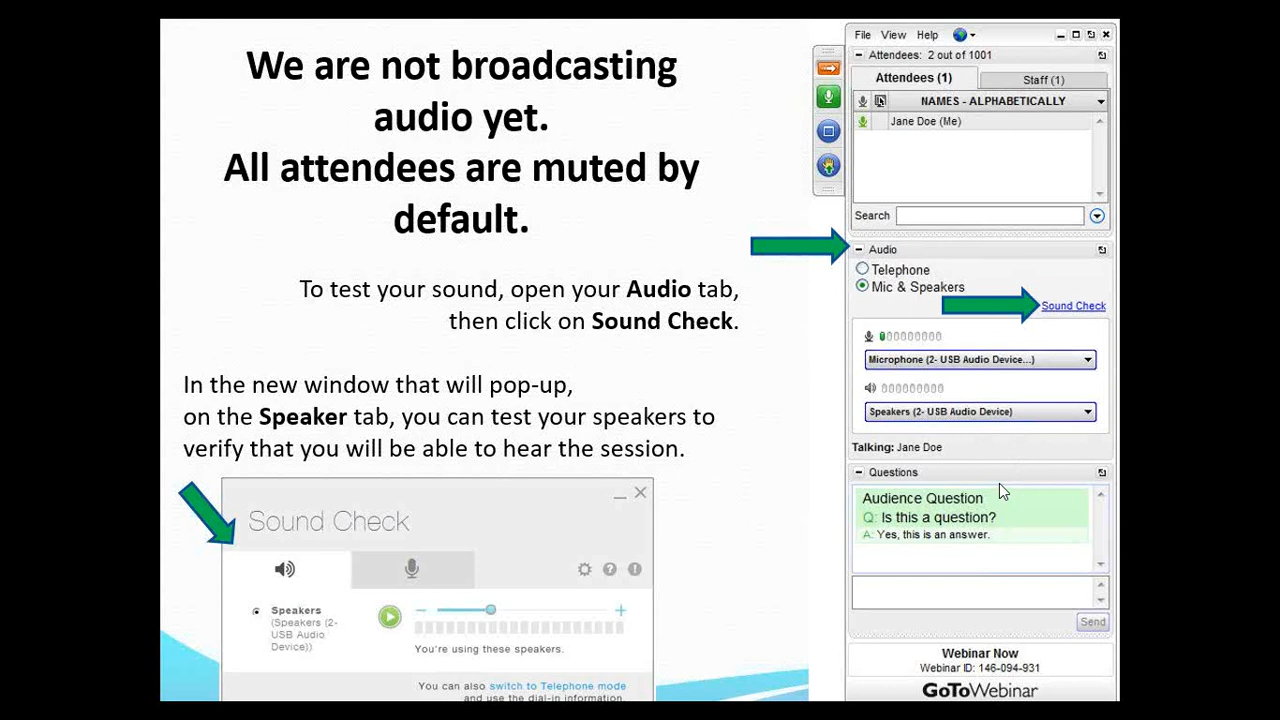 We are not broadcasting
audio yet.
All attendees are muted by
default.
To test your sound, open your Audio tab,
then click on Sound Check.
In the new window that will pop-up,
on the Speaker tab, you can test your speakers to
verify that you will be able to hear the session.
Sound Check
Speakers
(Speakers (2-
USB Audio
Device))
You're using these speakers.
You can also switch to Telephone mode
and use the dial-in information.
File View Help
Attendees: 2 out of 1001
Attendees (1) Staff (1)
NAMES - ALPHABETICALLY
Jane Doe (Me)
Search
Audio
Telephone
Mic & Speakers
Sound Check
Microphone (2- USB Audio Device...)
Speakers (2- USB Audio Device)
Talking: Jane Doe
Questions
Audience Question
Q: Is this a question?
A: Yes, this is an answer.
Send
Webinar Now
Webinar ID: 146-094-931
GoToWebinar